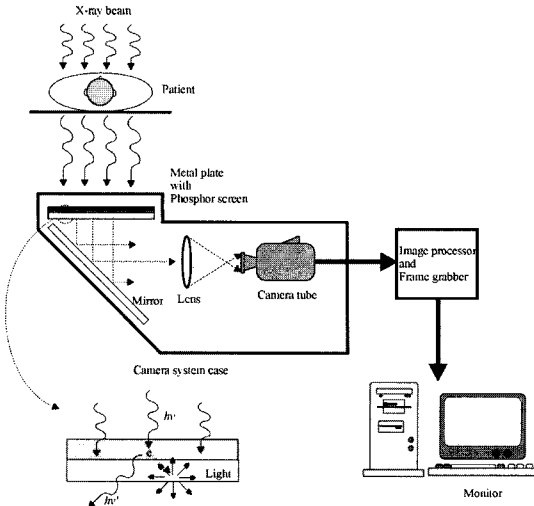 X-ray beam
Patient
Metal plate
with
Phosphor screen
Image processor
and
Frame grabber
Mirror
Lens
Camera tube
Camera system case
hν
Light
hν'
Monitor